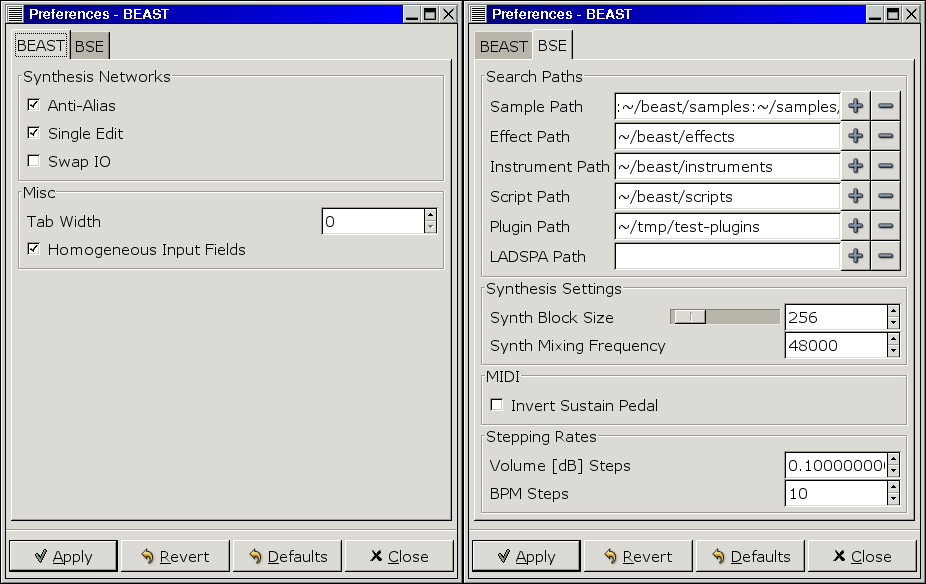 Preferences - BEAST
BEAST BSE
Synthesis Networks
Anti-Alias
Single Edit
Swap IO
Misc
Tab Width 0
Homogeneous Input Fields
Apply Revert Defaults Close
Preferences - BEAST
BEAST BSE
Search Paths
Sample Path :~/beast/samples:~/samples/
Effect Path ~/beast/effects
Instrument Path ~/beast/instruments
Script Path ~/beast/scripts
Plugin Path ~/tmp/test-plugins
LADSPA Path
Synthesis Settings
Synth Block Size 256
Synth Mixing Frequency 48000
MIDI
Invert Sustain Pedal
Stepping Rates
Volume [dB] Steps 0.10000000
BPM Steps 10
Apply Revert Defaults Close